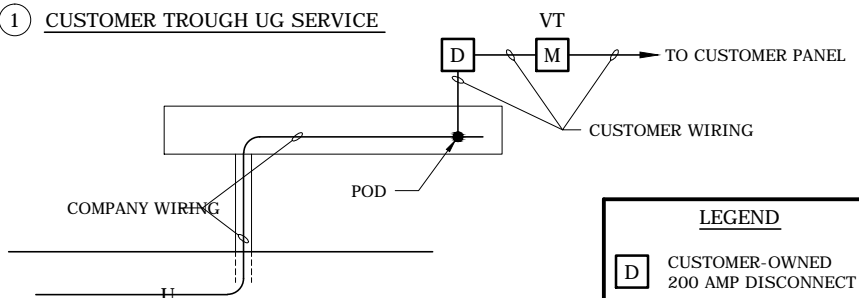 1 CUSTOMER TROUGH UG SERVICE
VT
D
M
TO CUSTOMER PANEL
CUSTOMER WIRING
POD
COMPANY WIRING
U
LEGEND
D CUSTOMER-OWNED
200 AMP DISCONNECT